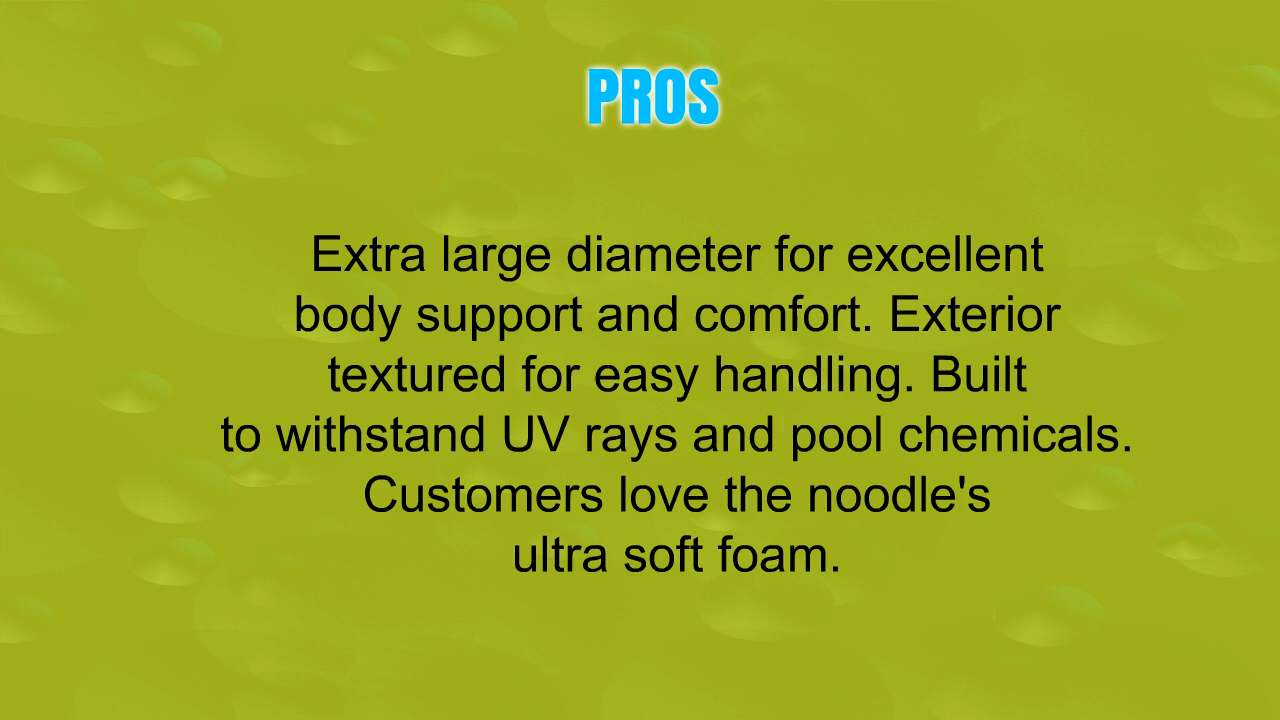 PROS
Extra large diameter for excellent
body support and comfort. Exterior
textured for easy handling. Built
to withstand UV rays and pool chemicals.
Customers love the noodle's
ultra soft foam.